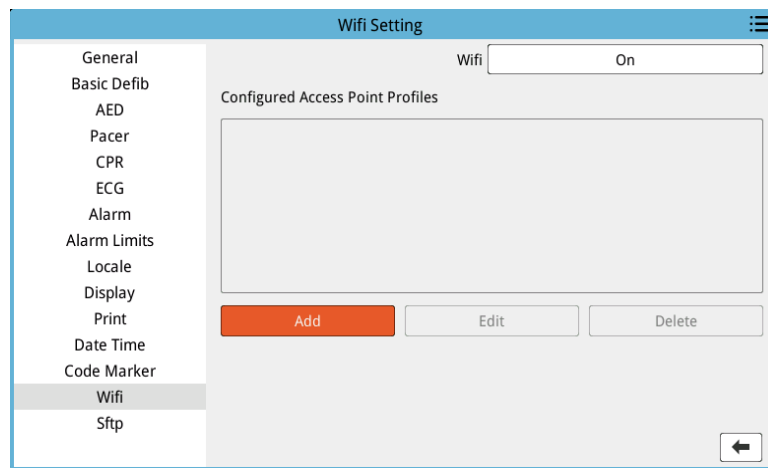 Wifi Setting
General
Basic Defib
AED
Pacer
CPR
ECG
Alarm
Alarm Limits
Locale
Display
Print
Date Time
Code Marker
Wifi
Sftp
Wifi On
Configured Access Point Profiles
Add Edit Delete